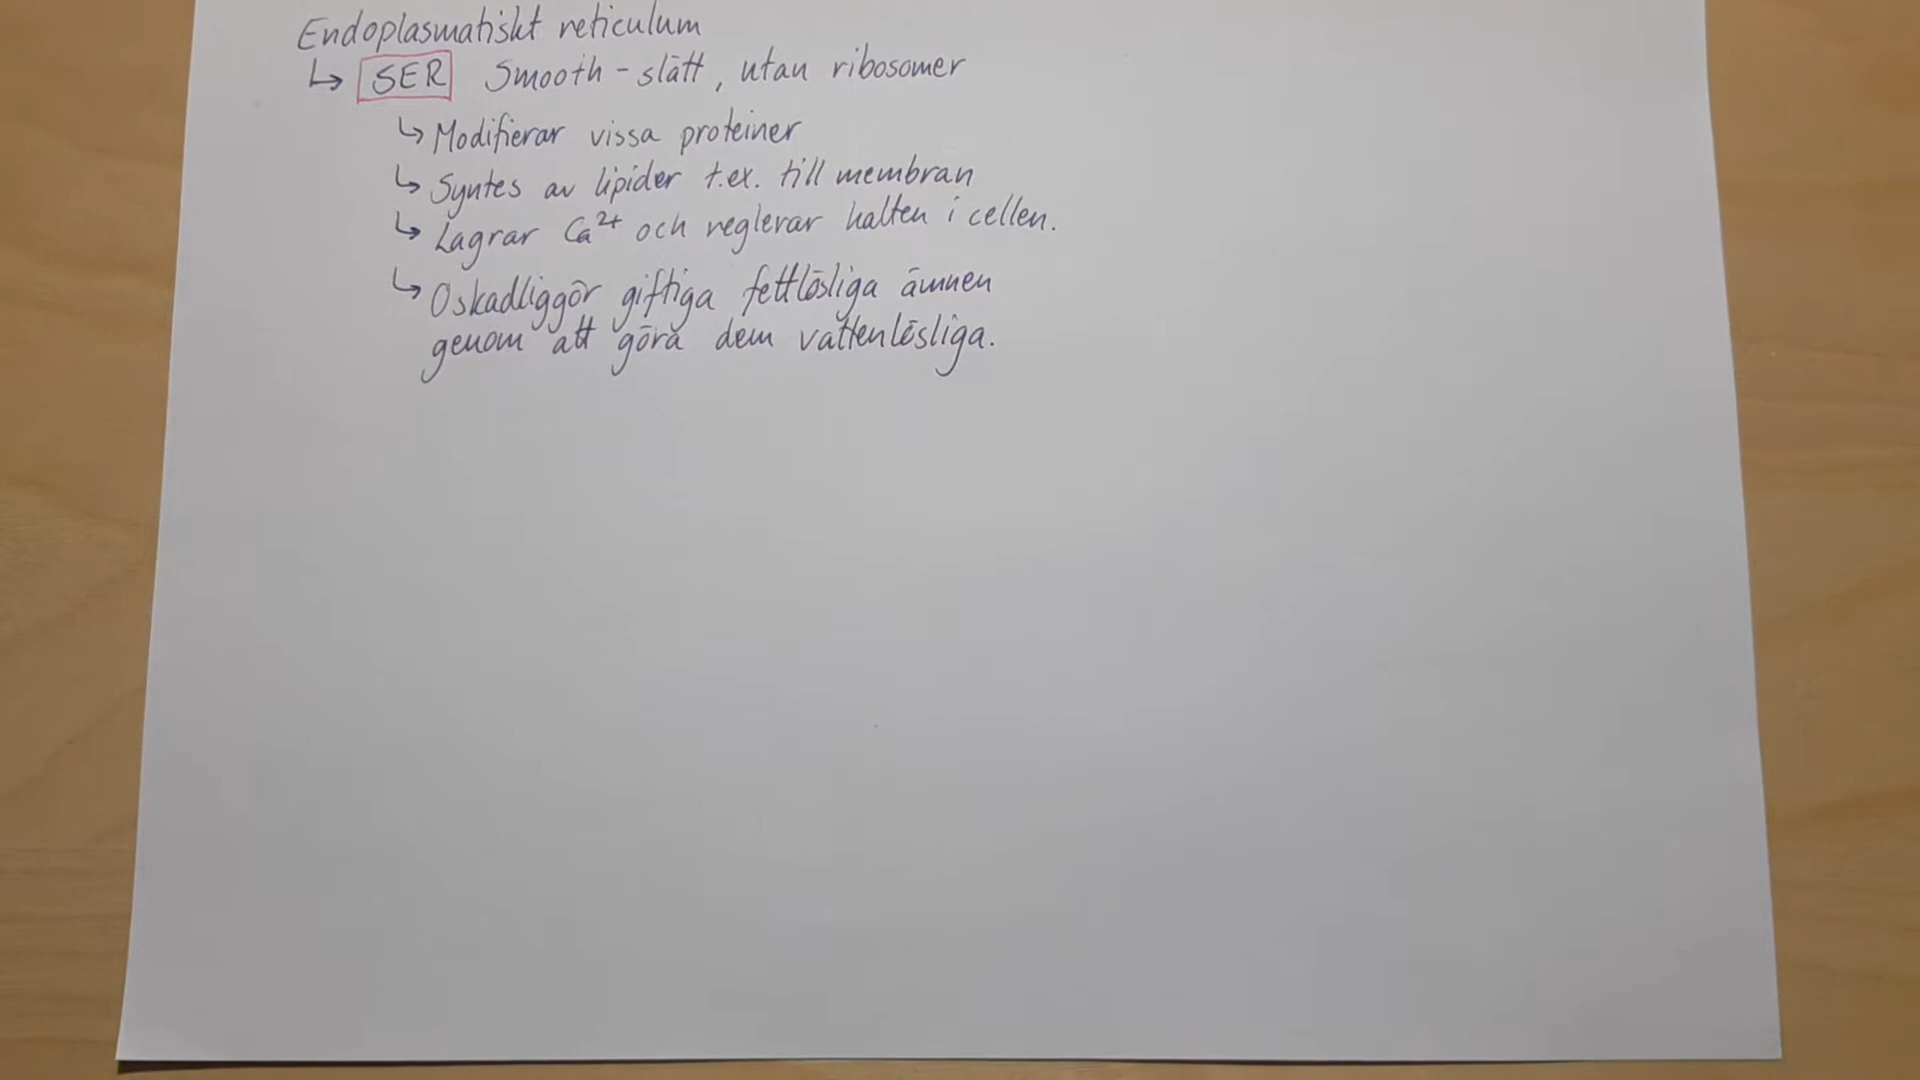 Endoplasmatiskt reticulum
↳ SER Smooth - slätt, utan ribosomer
↳ Modifierar vissa proteiner
↳ Syntes av lipider t.ex. till membran
↳ Lagrar Ca²⁺ och reglerar halten i cellen.
↳ Oskadliggör giftiga fettlösliga ämnen
genom att göra dem vattenlösliga.